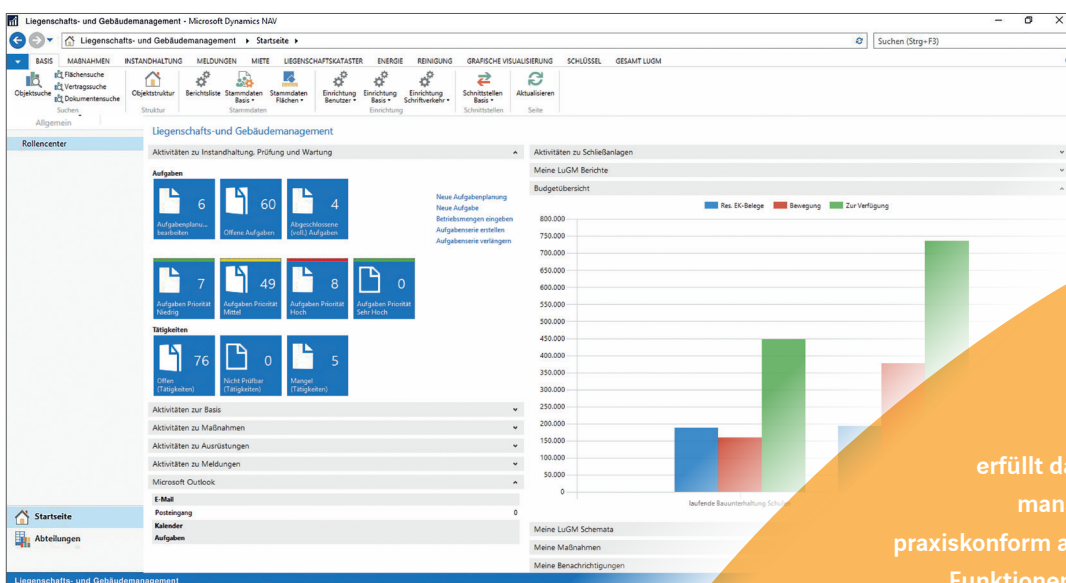 Liegenschafts- und Gebäudemanagement - Microsoft Dynamics NAV
Liegenschafts- und Gebäudemanagement ▸ Startseite ▸
Suchen (Strg+F3)
BASIS MAẞNAHMEN INSTANDHALTUNG MELDUNGEN MIETE LIEGENSCHAFTSKATASTER ENERGIE REINIGUNG GRAFISCHE VISUALISIERUNG SCHLÜSSEL GESAMT LUGM
Objektsuche
Flächensuche
Vertragssuche
Dokumentensuche
Suchen
Objektstruktur
Struktur
Berichtsliste
Stammdaten Basis
Stammdaten Flächen
Stammdaten
Einrichtung Benutzer
Einrichtung Basis
Einrichtung Schriftverkehr
Einrichtung
Schnittstellen Basis
Schnittstellen
Aktualisieren
Seite
Allgemein
Rollencenter
Liegenschafts-und Gebäudemanagement
Aktivitäten zu Instandhaltung, Prüfung und Wartung
Aufgaben
6
Aufgabenplanu...
bearbeiten
60
Offene Aufgaben
4
Abgeschlossene
(voll.) Aufgaben
Neue Aufgabenplanung
Neue Aufgabe
Betriebsmengen eingeben
Aufgabenserie erstellen
Aufgabenserie verlängern
7
Aufgaben Priorität
Niedrig
49
Aufgaben Priorität
Mittel
8
Aufgaben Priorität
Hoch
0
Aufgaben Priorität
Sehr Hoch
Tätigkeiten
76
Offen
(Tätigkeiten)
0
Nicht Prüfbar
(Tätigkeiten)
5
Mangel
(Tätigkeiten)
Aktivitäten zur Basis
Aktivitäten zu Maßnahmen
Aktivitäten zu Ausrüstungen
Aktivitäten zu Meldungen
Microsoft Outlook
E-Mail
Posteingang 0
Kalender
Aufgaben
Startseite
Abteilungen
Liegenschafts- und Gebäudemanagement
Aktivitäten zu Schließanlagen
Meine LuGM Berichte
Budgetübersicht
Res. EK-Belege Bewegung Zur Verfügung
800.000
750.000
700.000
650.000
600.000
550.000
500.000
450.000
400.000
350.000
300.000
250.000
200.000
150.000
100.000
50.000
0
laufende Bauunterhaltung
Meine LuGM Schemata
Meine Maßnahmen
Meine Benachrichtigungen
erfüllt da
man
praxiskonform a
Funktionen